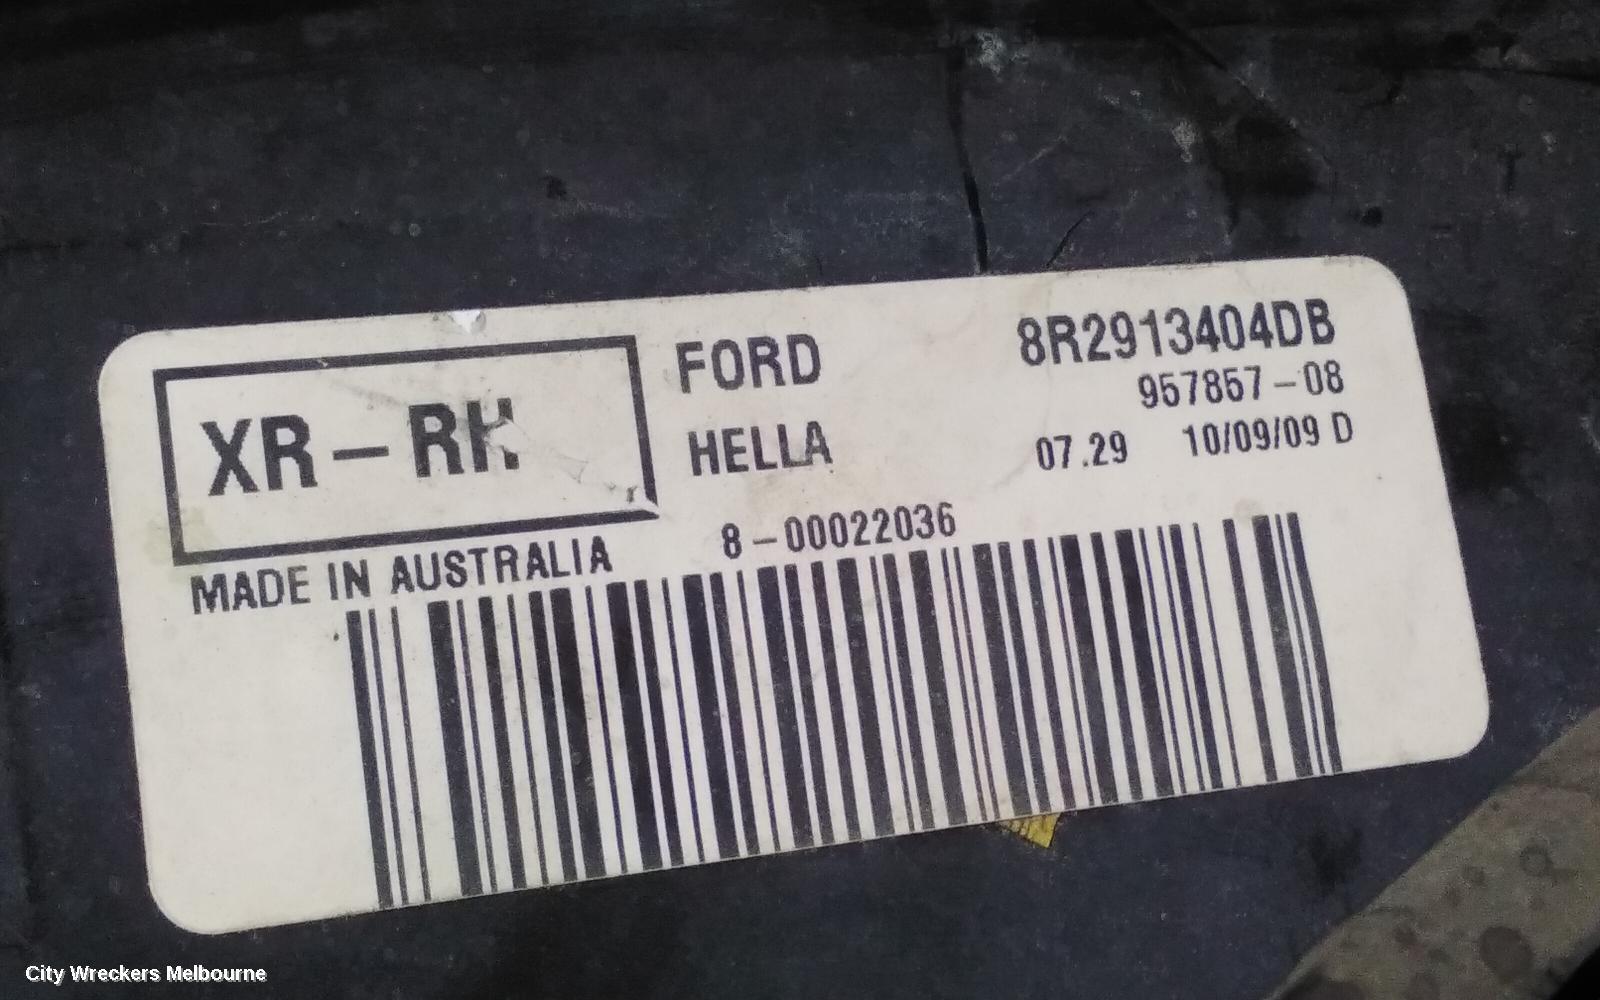 XR-RH
FORD
8R2913404DB
957857-08
HELLA
07.29 10/09/09 D
8-00022036
MADE IN AUSTRALIA
City Wreckers Melbourne